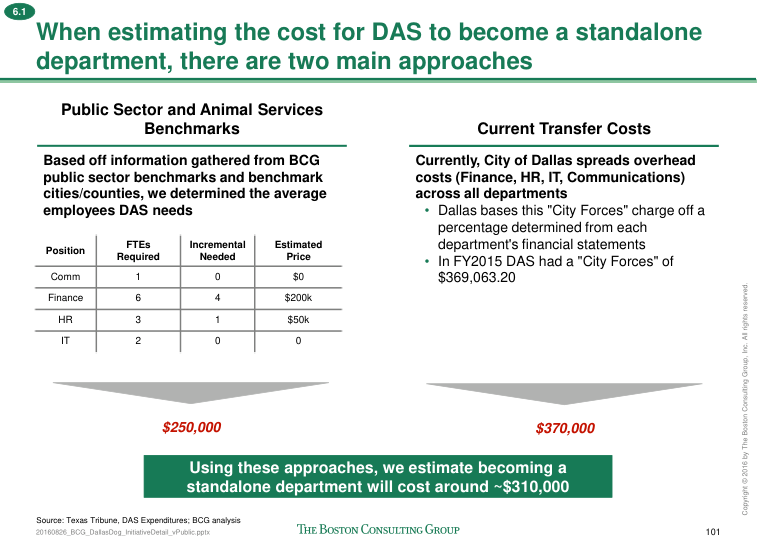 6.1
When estimating the cost for DAS to become a standalone
department, there are two main approaches
Public Sector and Animal Services
Benchmarks
Based off information gathered from BCG
public sector benchmarks and benchmark
cities/counties, we determined the average
employees DAS needs
Position FTEs Required Incremental Needed Estimated Price
Comm 1 0 $0
Finance 6 4 $200k
HR 3 1 $50k
IT 2 0 0
$250,000
Current Transfer Costs
Currently, City of Dallas spreads overhead
costs (Finance, HR, IT, Communications)
across all departments
• Dallas bases this "City Forces" charge off a
percentage determined from each
department's financial statements
• In FY2015 DAS had a "City Forces" of
$369,063.20
$370,000
Using these approaches, we estimate becoming a
standalone department will cost around ~$310,000
Source: Texas Tribune, DAS Expenditures; BCG analysis
20160826_BCG_DallasDog_InitiativeDetail_vPublic.pptx
THE BOSTON CONSULTING GROUP
101
Copyright © 2016 by The Boston Consulting Group, Inc. All rights reserved.